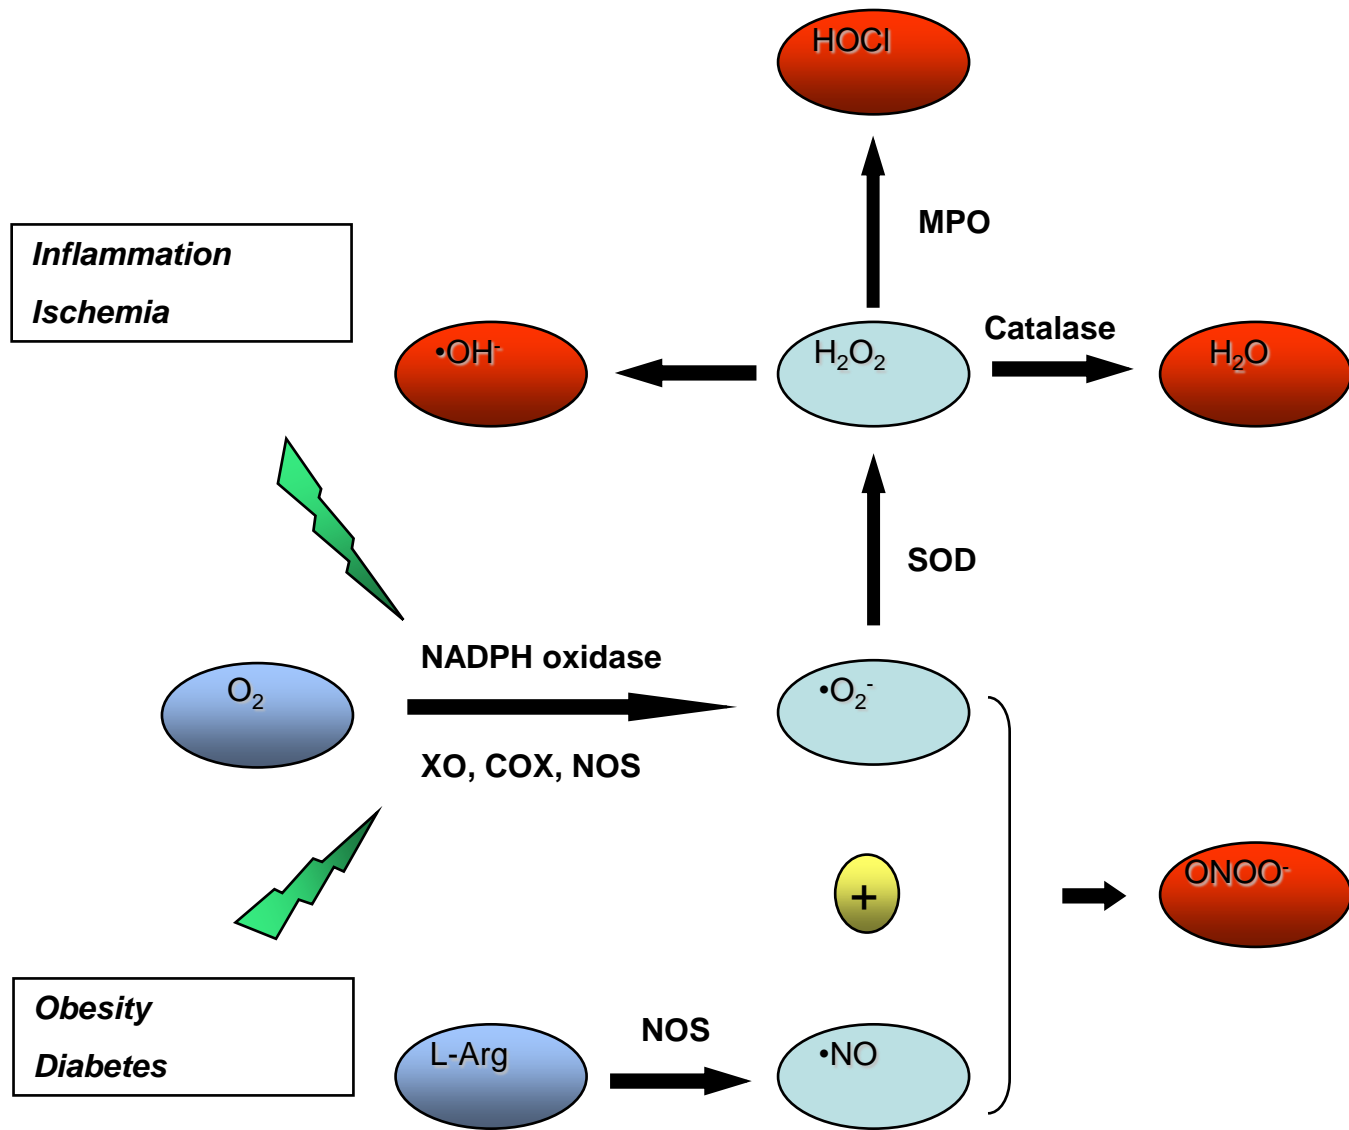 HOCl
MPO
Inflammation
Ischemia
•OH⁻
H₂O₂
Catalase
H₂O
SOD
NADPH oxidase
O₂
•O₂⁻
XO, COX, NOS
+
ONOO⁻
Obesity
Diabetes
L-Arg
NOS
•NO